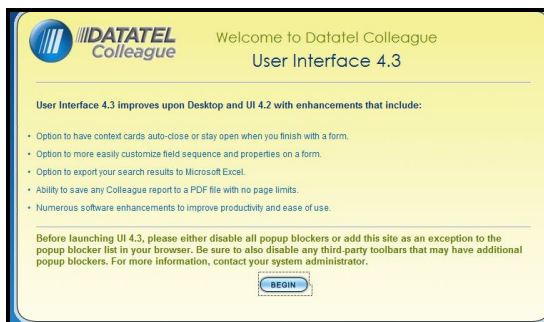 DATATEL
Colleague
Welcome to Datatel Colleague
User Interface 4.3
User Interface 4.3 improves upon Desktop and UI 4.2 with enhancements that include:
• Option to have context cards auto-close or stay open when you finish with a form.
• Option to more easily customize field sequence and properties on a form.
• Option to export your search results to Microsoft Excel.
• Ability to save any Colleague report to a PDF file with no page limits.
• Numerous software enhancements to improve productivity and ease of use.
Before launching UI 4.3, please either disable all popup blockers or add this site as an exception to the
popup blocker list in your browser. Be sure to also disable any third-party toolbars that may have additional
popup blockers. For more information, contact your system administrator.
BEGIN